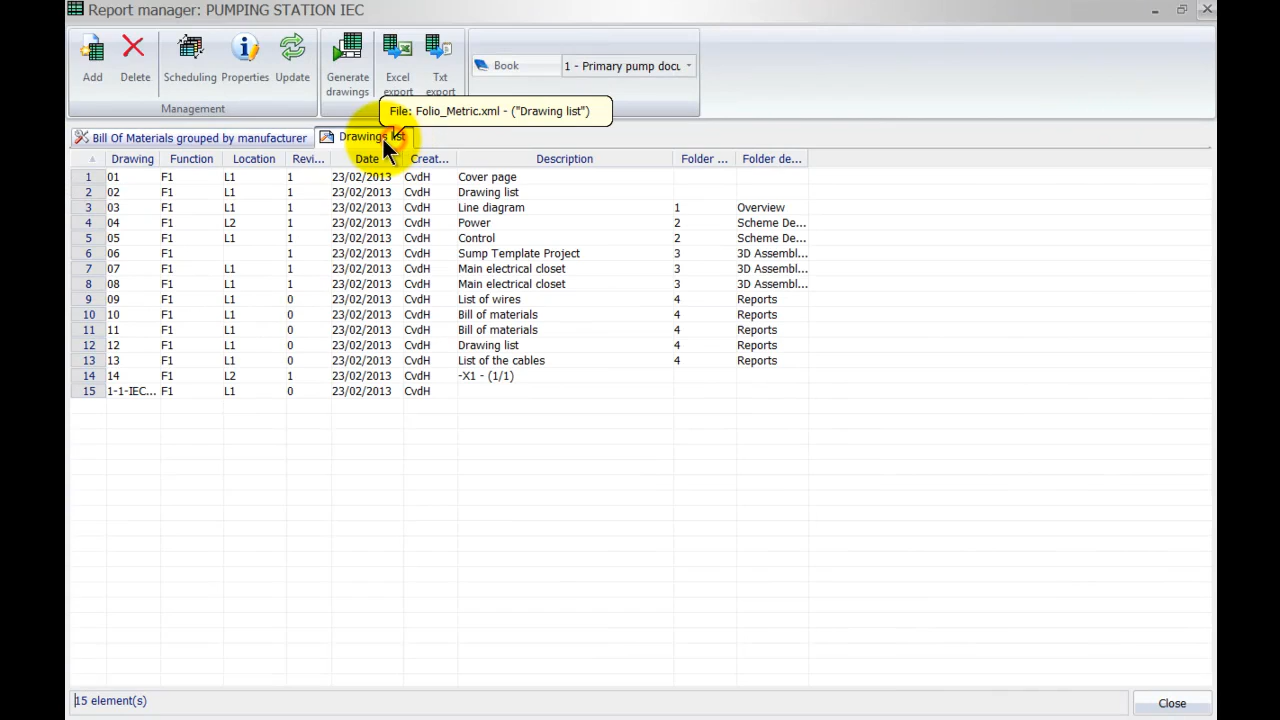 Report manager: PUMPING STATION IEC
Add
Delete
Scheduling
Properties
Update
Generate drawings
Excel export
Txt export
Book
1 - Primary pump docu
Management
File: Folio_Metric.xml - ("Drawing list")
Bill Of Materials grouped by manufacturer
Drawings list
Drawing Function Location Revi... Date Creat... Description Folder ... Folder de...
1 01 F1 L1 1 23/02/2013 CvdH Cover page
2 02 F1 L1 1 23/02/2013 CvdH Drawing list
3 03 F1 L1 1 23/02/2013 CvdH Line diagram 1 Overview
4 04 F1 L2 1 23/02/2013 CvdH Power 2 Scheme De...
5 05 F1 L1 1 23/02/2013 CvdH Control 2 Scheme De...
6 06 F1 1 23/02/2013 CvdH Sump Template Project 3 3D Assembl...
7 07 F1 L1 1 23/02/2013 CvdH Main electrical closet 3 3D Assembl...
8 08 F1 L1 1 23/02/2013 CvdH Main electrical closet 3 3D Assembl...
9 09 F1 L1 0 23/02/2013 CvdH List of wires 4 Reports
10 10 F1 L1 0 23/02/2013 CvdH Bill of materials 4 Reports
11 11 F1 L1 0 23/02/2013 CvdH Bill of materials 4 Reports
12 12 F1 L1 0 23/02/2013 CvdH Drawing list 4 Reports
13 13 F1 L1 0 23/02/2013 CvdH List of the cables 4 Reports
14 14 F1 L2 1 23/02/2013 CvdH -X1 - (1/1)
15 1-1-IEC... F1 L1 0 23/02/2013 CvdH
15 element(s)
Close